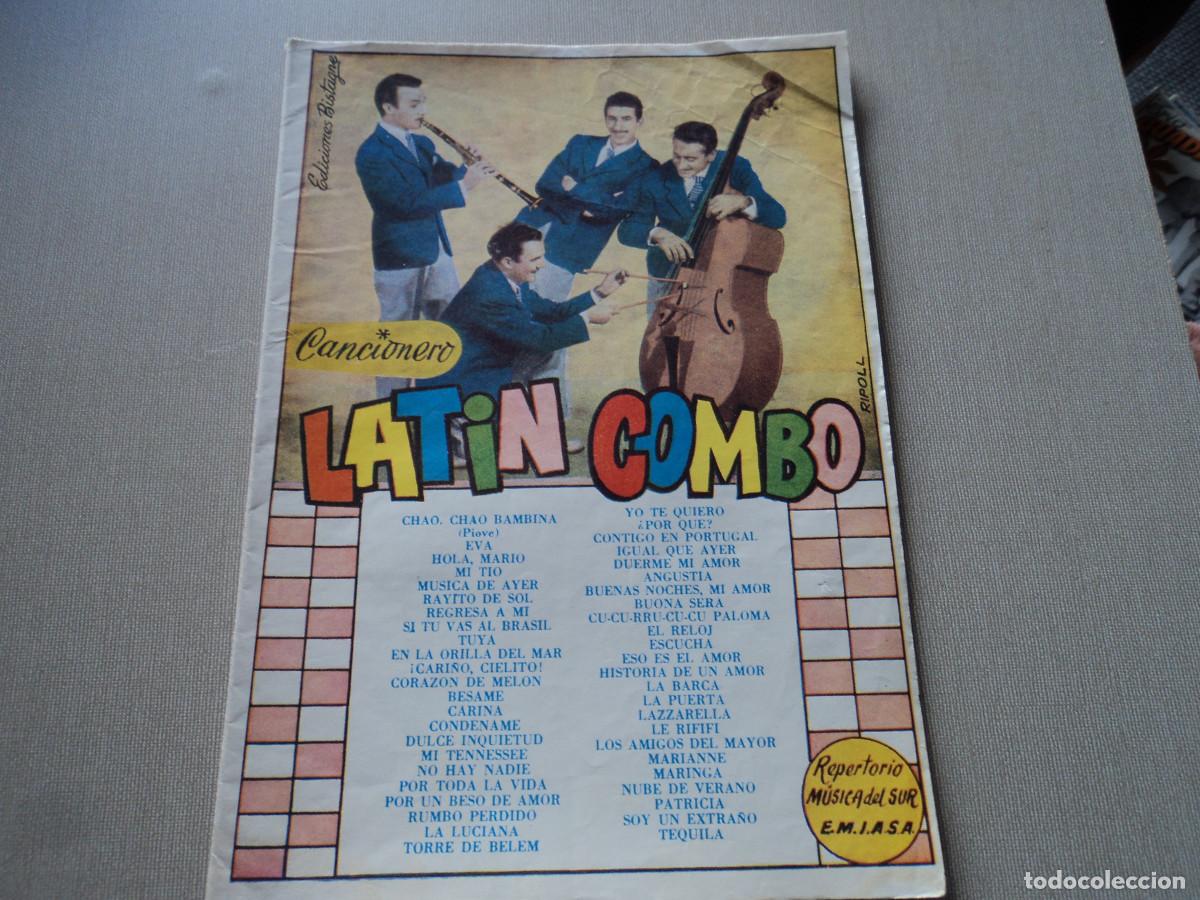 Ediciones Bistagne
Cancionero
RIPOLL
LATIN COMBO
CHAO. CHAO BAMBINA
(Piove)
EVA
HOLA, MARIO
MI TIO
MUSICA DE AYER
RAYITO DE SOL
REGRESA A MI
SI TU VAS AL BRASIL
TUYA
EN LA ORILLA DEL MAR
¡CARIÑO, CIELITO!
CORAZON DE MELON
BESAME
CARINA
CONDENAME
DULCE INQUIETUD
MI TENNESSEE
NO HAY NADIE
POR TODA LA VIDA
POR UN BESO DE AMOR
RUMBO PERDIDO
LA LUCIANA
TORRE DE BELEM
YO TE QUIERO
¿POR QUE?
CONTIGO EN PORTUGAL
IGUAL QUE AYER
DUERME MI AMOR
ANGUSTIA
BUENAS NOCHES, MI AMOR
BUONA SERA
CU-CU-RRU-CU-CU PALOMA
EL RELOJ
ESCUCHA
ESO ES EL AMOR
HISTORIA DE UN AMOR
LA BARCA
LA PUERTA
LAZZARELLA
LE RIFIFI
LOS AMIGOS DEL MAYOR
MARIANNE
MARINGA
NUBE DE VERANO
PATRICIA
SOY UN EXTRAÑO
TEQUILA
Repertorio
MÚSICA del SUR
E.M.I.A.S.A.
todocoleccion